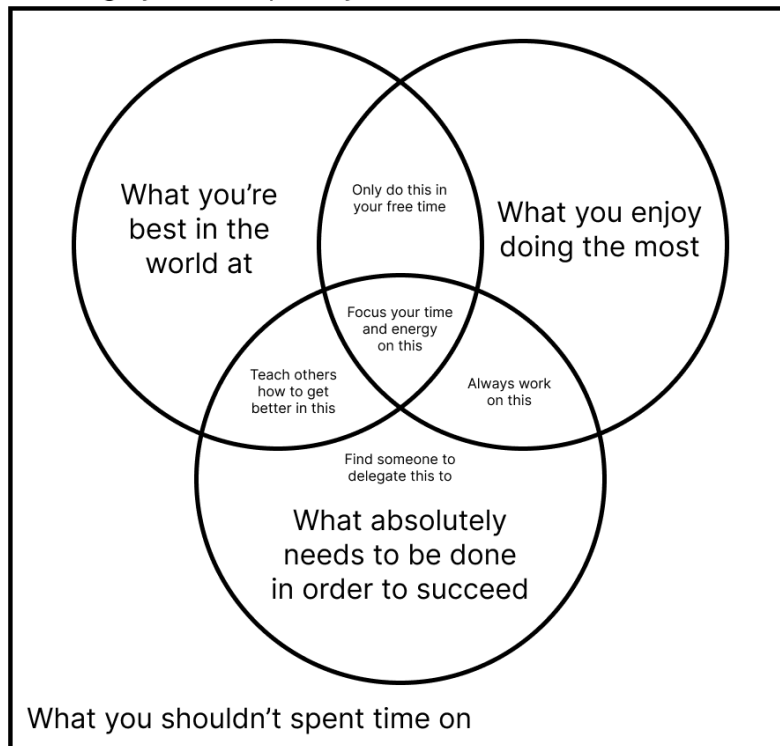 What you're
best in the
world at
Only do this in
your free time
What you enjoy
doing the most
Focus your time
and energy
on this
Teach others
how to get
better in this
Always work
on this
Find someone to
delegate this to
What absolutely
needs to be done
in order to succeed
What you shouldn't spent time on